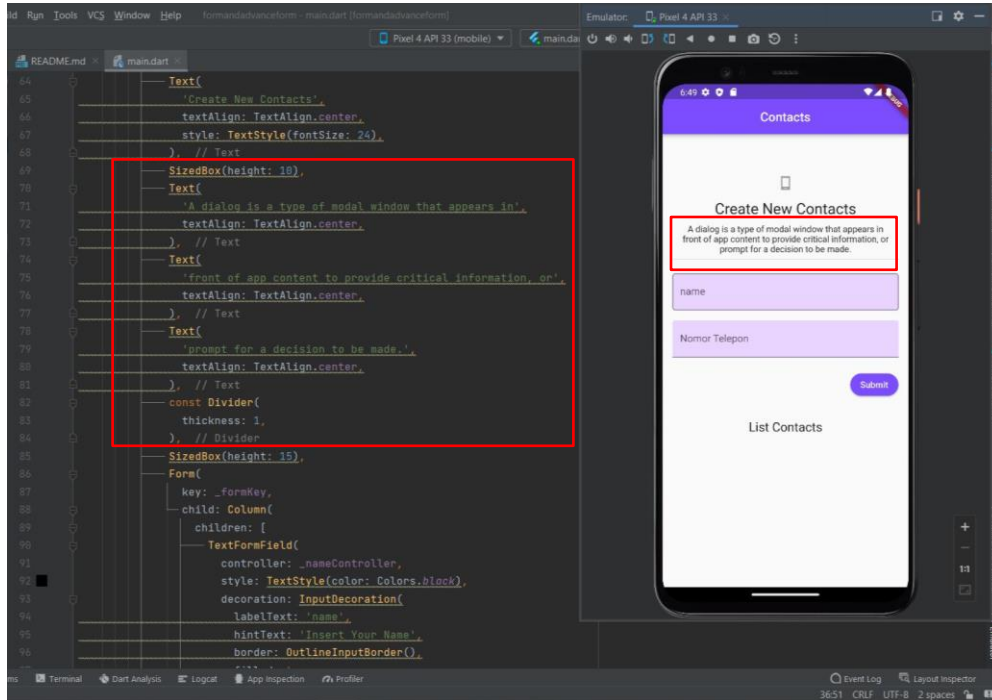 ild Run Tools VCS Window Help formandadvanceform - main.dart [formandadvanceform]
Pixel 4 API 33 (mobile) main.da
README.md main.dart
64 Text(
65 'Create New Contacts',
66 textAlign: TextAlign.center,
67 style: TextStyle(fontSize: 24),
68 ), // Text
69 SizedBox(height: 10),
70 Text(
71 'A dialog is a type of modal window that appears in',
72 textAlign: TextAlign.center,
73 ), // Text
74 Text(
75 'front of app content to provide critical information, or',
76 textAlign: TextAlign.center,
77 ), // Text
78 Text(
79 'prompt for a decision to be made.',
80 textAlign: TextAlign.center,
81 ), // Text
82 const Divider(
83 thickness: 1,
84 ), // Divider
85 SizedBox(height: 15),
86 Form(
87 key: _formKey,
88 child: Column(
89 children: [
90 TextFormField(
91 controller: _nameController,
92 style: TextStyle(color: Colors.black),
93 decoration: InputDecoration(
94 labelText: 'name',
95 hintText: 'Insert Your Name',
96 border: OutlineInputBorder(),
Emulator: Pixel 4 API 33
6:49
Contacts
Create New Contacts
A dialog is a type of modal window that appears in
front of app content to provide critical information, or
prompt for a decision to be made.
name
Nomor Telepon
Submit
List Contacts
1:1
ms Terminal Dart Analysis Logcat App Inspection Profiler Event Log Layout Inspector
36:51 CRLF UTF-8 2 spaces